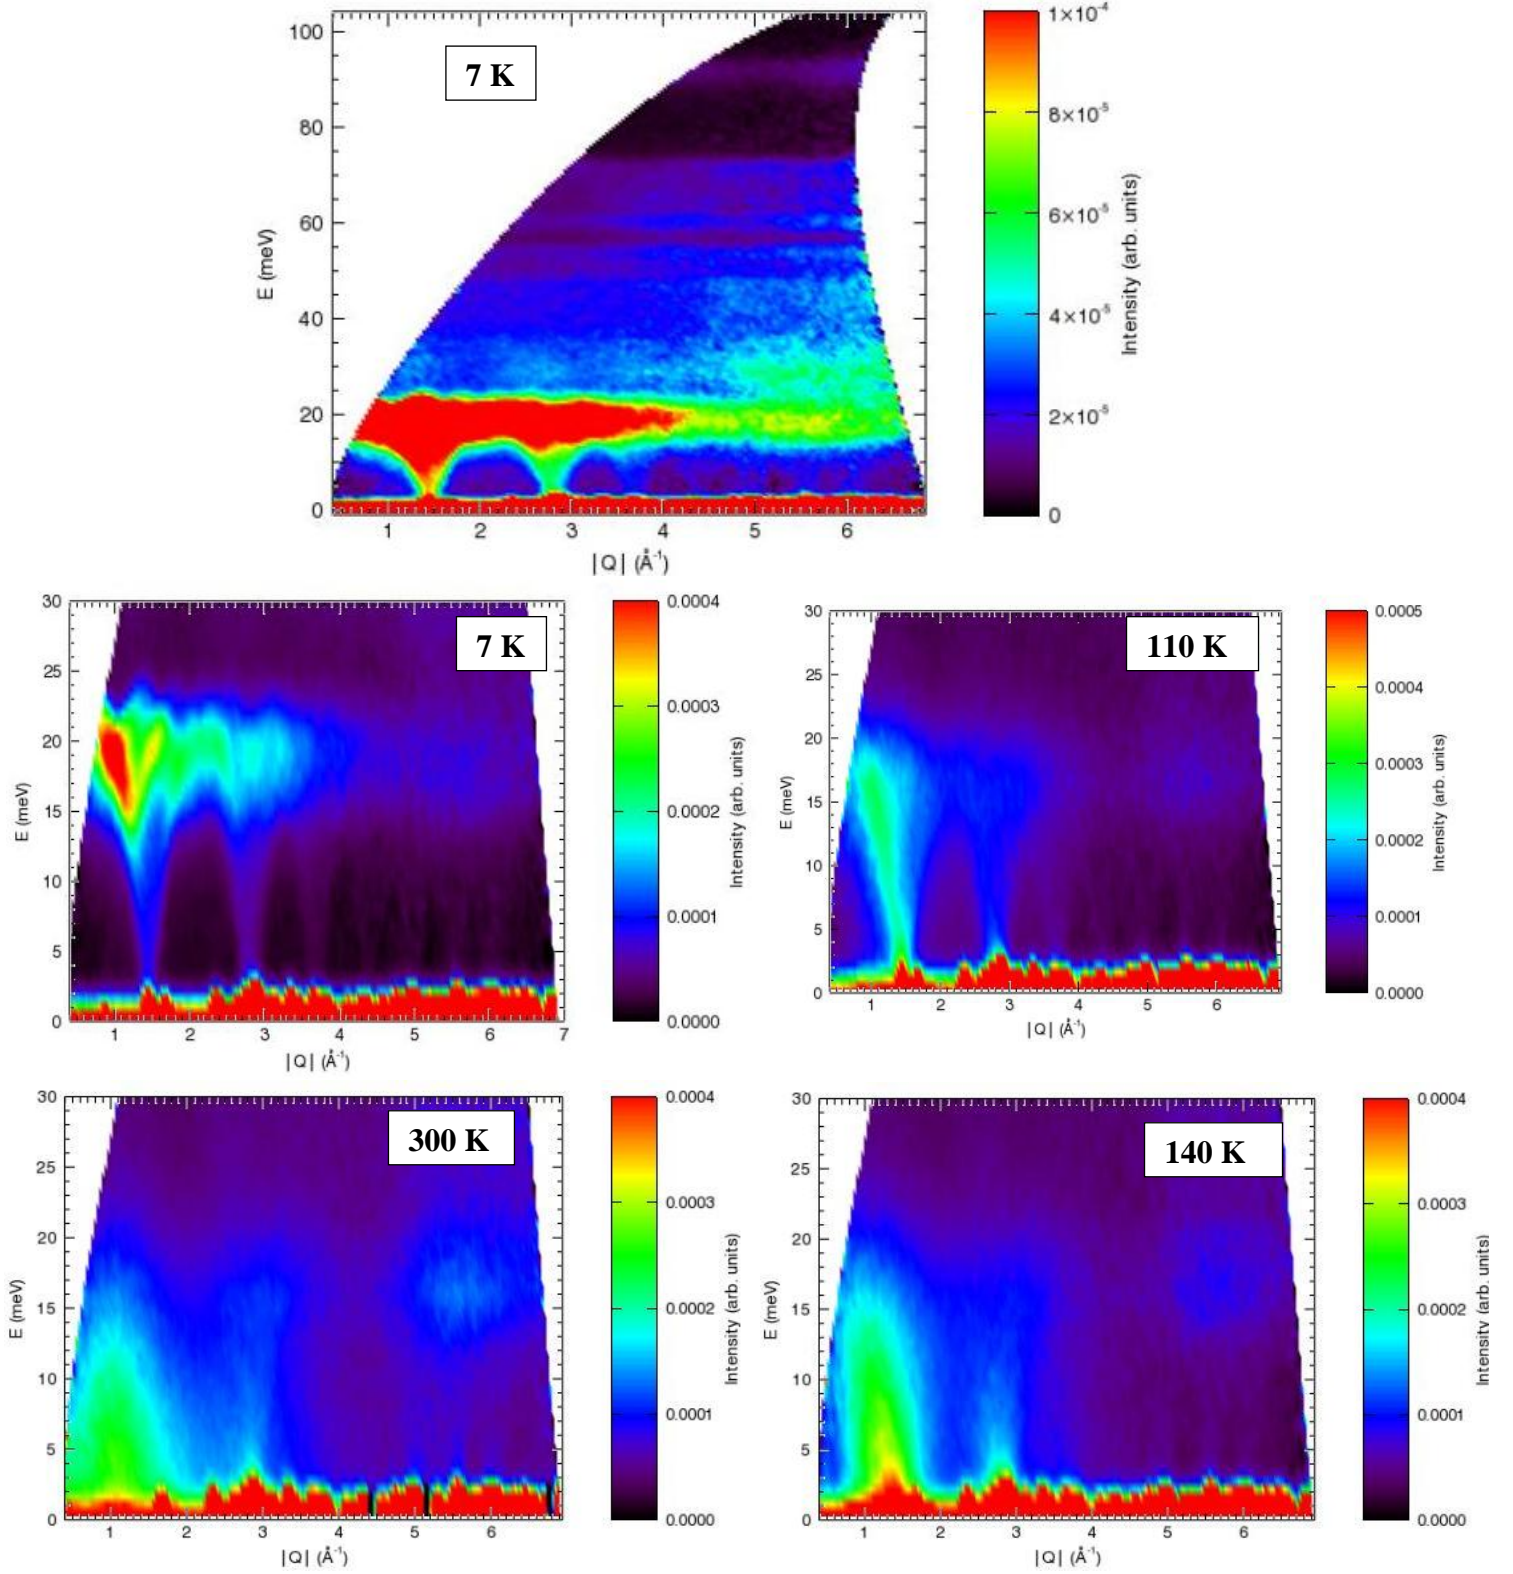 7 K
100
80
60
40
20
0
E (meV)
1 2 3 4 5 6
|Q| (Å-1)
1×10-4
8×10-5
6×10-5
4×10-5
2×10-5
0
Intensity (arb. units)
7 K
30
25
20
15
10
5
0
E (meV)
1 2 3 4 5 6 7
|Q| (Å-1)
0.0004
0.0003
0.0002
0.0001
0.0000
Intensity (arb. units)
110 K
30
25
20
15
10
5
0
E (meV)
1 2 3 4 5 6
|Q| (Å-1)
0.0005
0.0004
0.0003
0.0002
0.0001
0.0000
Intensity (arb. units)
300 K
30
25
20
15
10
5
0
E (meV)
1 2 3 4 5 6
|Q| (Å-1)
0.0004
0.0003
0.0002
0.0001
0.0000
Intensity (arb. units)
140 K
30
25
20
15
10
5
0
E (meV)
1 2 3 4 5 6
|Q| (Å-1)
0.0004
0.0003
0.0002
0.0001
0.0000
Intensity (arb. units)